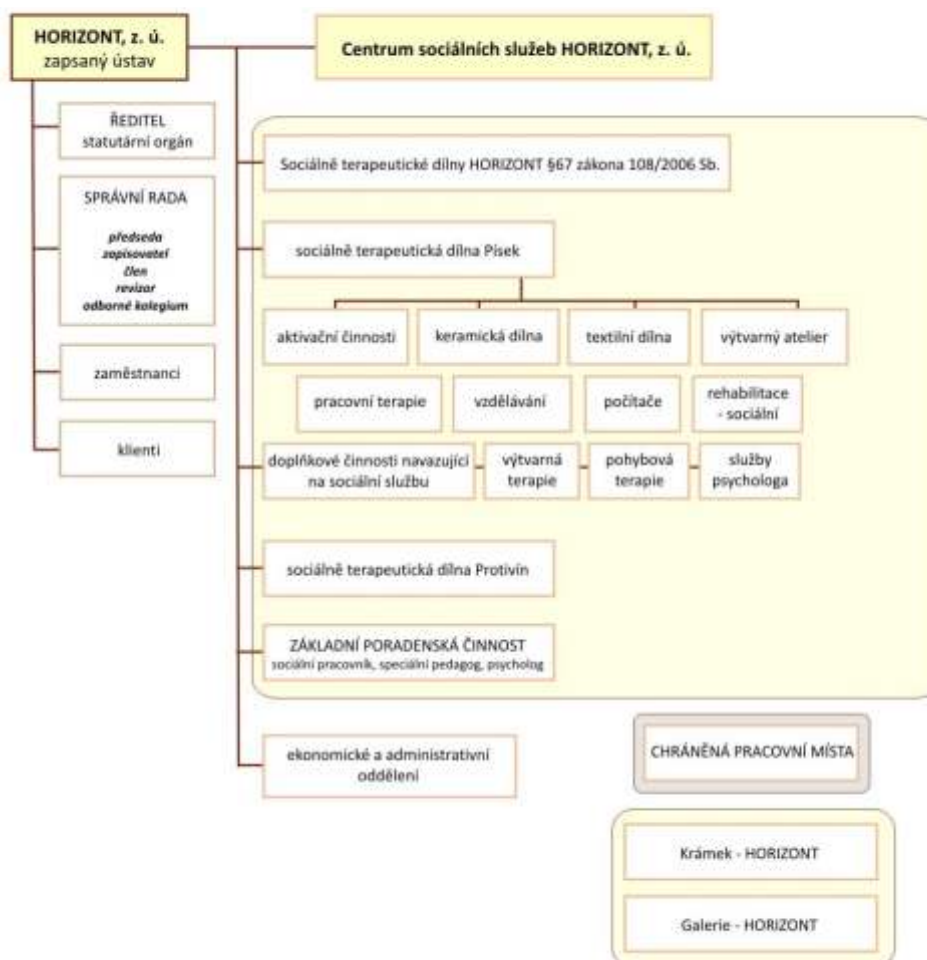 HORIZONT, z. ú.
zapsaný ústav
Centrum sociálních služeb HORIZONT, z. ú.
ŘEDITEL
statutární orgán
SPRÁVNÍ RADA
předseda
zapisovatel
člen
revizor
odborné kolegium
zaměstnanci
klienti
Sociálně terapeutické dílny HORIZONT §67 zákona 108/2006 Sb.
sociálně terapeutická dílna Písek
aktivační činnosti
keramická dílna
textilní dílna
výtvarný atelier
pracovní terapie
vzdělávání
počítače
rehabilitace
- sociální
doplňkové činnosti navazující
na sociální službu
výtvarná
terapie
pohybová
terapie
služby
psychologa
sociálně terapeutická dílna Protivín
ZÁKLADNÍ PORADENSKÁ ČINNOST
sociální pracovník, speciální pedagog, psycholog
ekonomické a administrativní
oddělení
CHRÁNĚNÁ PRACOVNÍ MÍSTA
Krámek - HORIZONT
Galerie - HORIZONT